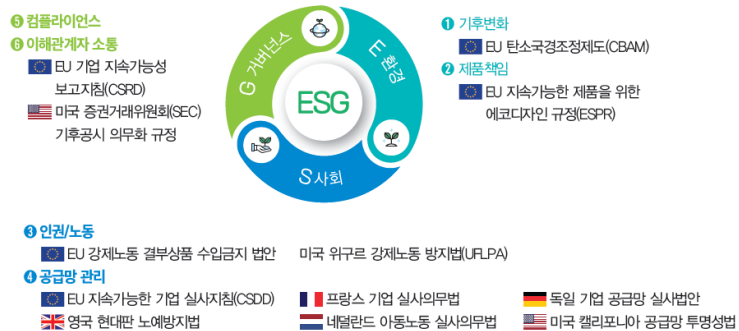 ❺ 컴플라이언스
❻ 이해관계자 소통
EU 기업 지속가능성
보고지침(CSRD)
미국 증권거래위원회(SEC)
기후공시 의무화 규정
G 거버넌스
E 환경
ESG
S 사회
❶ 기후변화
EU 탄소국경조정제도(CBAM)
❷ 제품책임
EU 지속가능한 제품을 위한
에코디자인 규정(ESPR)
❸ 인권/노동
EU 강제노동 결부상품 수입금지 법안 미국 위구르 강제노동 방지법(UFLPA)
❹ 공급망 관리
EU 지속가능한 기업 실사지침(CSDD) 프랑스 기업 실사의무법 독일 기업 공급망 실사법안
영국 현대판 노예방지법 네덜란드 아동노동 실사의무법 미국 캘리포니아 공급망 투명성법